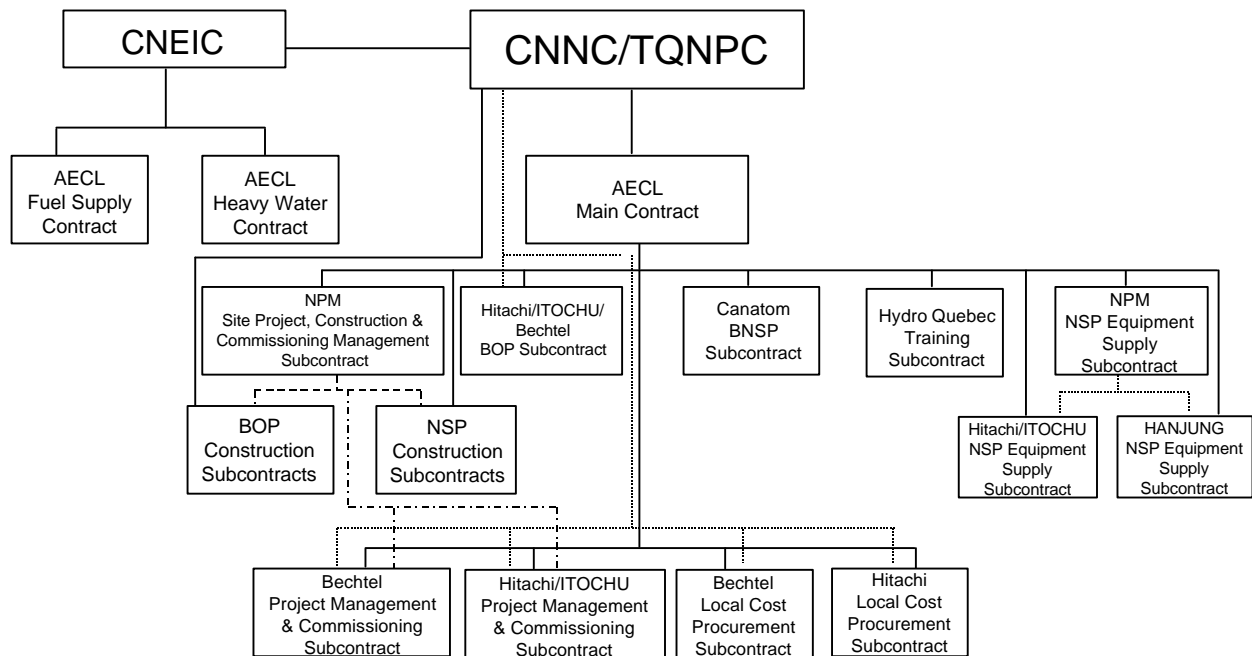 CNEIC
CNNC/TQNPC
AECL
Fuel Supply
Contract
AECL
Heavy Water
Contract
AECL
Main Contract
NPM
Site Project, Construction &
Commissioning Management
Subcontract
Hitachi/ITOCHU/
Bechtel
BOP Subcontract
Canatom
BNSP
Subcontract
Hydro Quebec
Training
Subcontract
NPM
NSP Equipment
Supply
Subcontract
BOP
Construction
Subcontracts
NSP
Construction
Subcontracts
Hitachi/ITOCHU
NSP Equipment
Supply
Subcontract
HANJUNG
NSP Equipment
Supply
Subcontract
Bechtel
Project Management
& Commissioning
Subcontract
Hitachi/ITOCHU
Project Management
& Commissioning
Subcontract
Bechtel
Local Cost
Procurement
Subcontract
Hitachi
Local Cost
Procurement
Subcontract